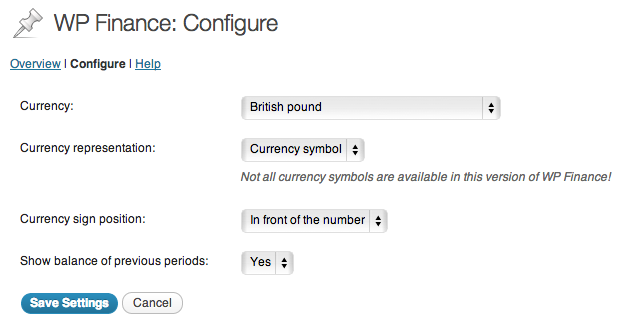 WP Finance: Configure
Overview | Configure | Help
Currency: British pound
Currency representation: Currency symbol
Not all currency symbols are available in this version of WP Finance!
Currency sign position: In front of the number
Show balance of previous periods: Yes
Save Settings Cancel